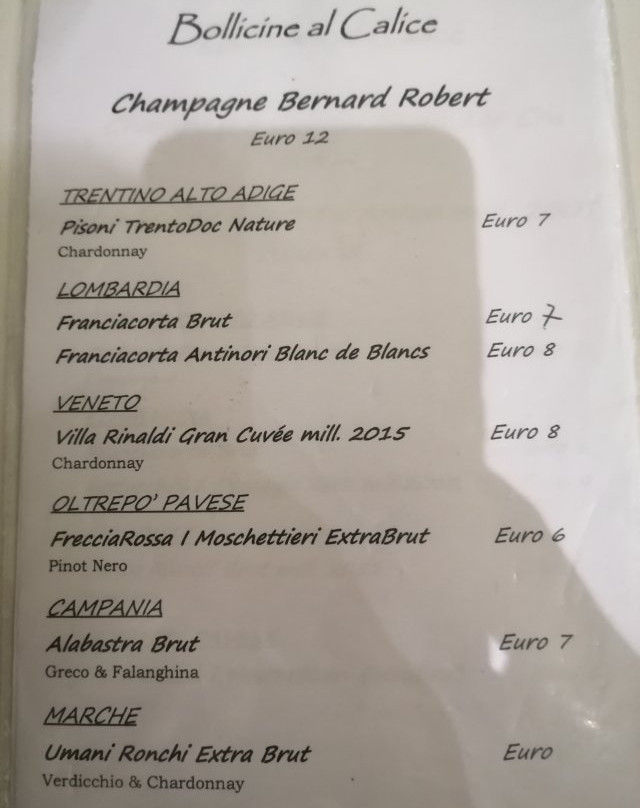 Bollicine al Calice
Champagne Bernard Robert
Euro 12
TRENTINO ALTO ADIGE
Pisoni TrentoDoc Nature Euro 7
Chardonnay
LOMBARDIA
Franciacorta Brut Euro 7
Franciacorta Antinori Blanc de Blancs Euro 8
VENETO
Villa Rinaldi Gran Cuvée mill. 2015 Euro 8
Chardonnay
OLTREPO' PAVESE
FrecciaRossa I Moschettieri ExtraBrut Euro 6
Pinot Nero
CAMPANIA
Alabastra Brut Euro 7
Greco & Falanghina
MARCHE
Umani Ronchi Extra Brut Euro
Verdicchio & Chardonnay